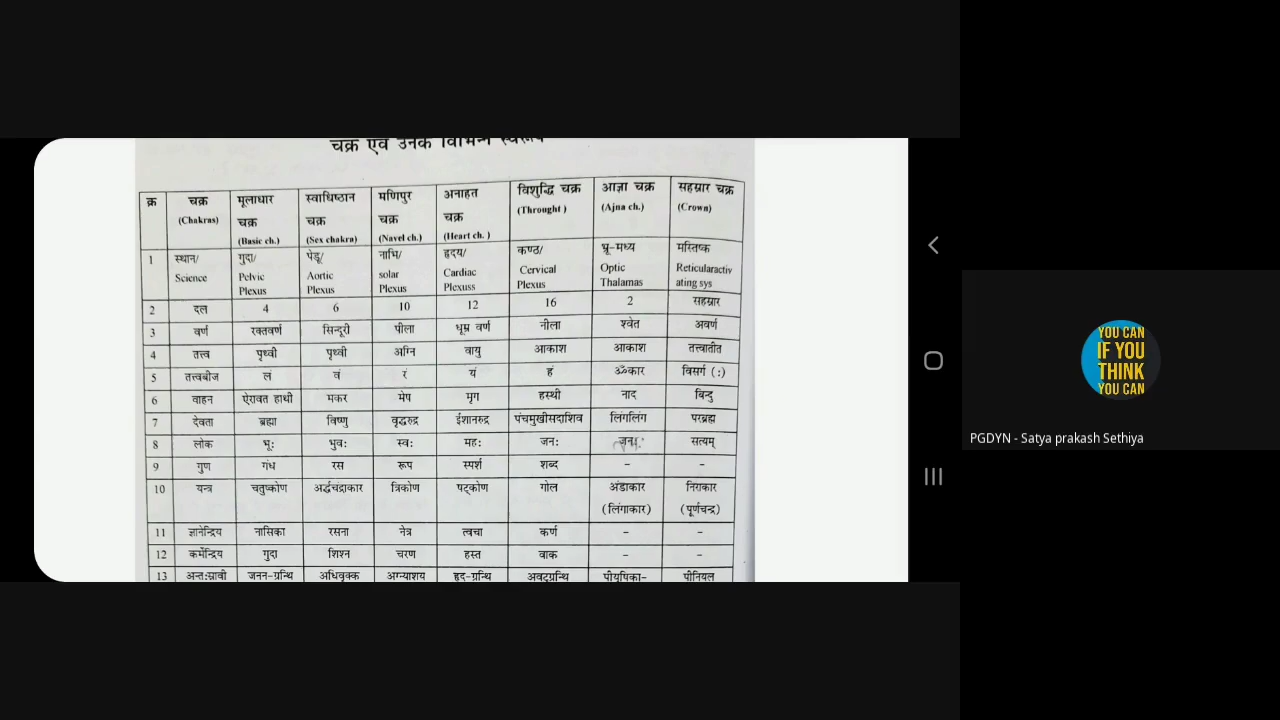 चक्र एवं उनके विभिन्न स्वरूप
क्र चक्र (Chakras) मूलाधार चक्र (Basic ch.) स्वाधिष्ठान चक्र (Sex chakra) मणिपुर चक्र (Navel ch.) अनाहत चक्र (Heart ch. ) विशुद्धि चक्र (Throught ) आज्ञा चक्र (Ajna ch.) सहस्रार चक्र (Crown)
1 स्थान/ Science गुदा/ Pelvic Plexus पेडू/ Aortic Plexus नाभि/ solar Plexus हृदय/ Cardiac Plexuss कण्ठ/ Cervical Plexus भ्रू-मध्य Optic Thalamas मस्तिष्क Reticularactiv ating sys
2 दल 4 6 10 12 16 2 सहस्रार
3 वर्ण रक्तवर्ण सिन्दूरी पीला धूम्र वर्ण नीला श्वेत अवर्ण
4 तत्त्व पृथ्वी पृथ्वी अग्नि वायु आकाश आकाश तत्त्वातीत
5 तत्त्वबीज लं वं रं यं हं ॐकार विसर्ग (:)
6 वाहन ऐरावत हाथी मकर मेष मृग हस्थी नाद बिन्दु
7 देवता ब्रह्मा विष्णु वृद्धरुद्र ईशानरुद्र पंचमुखीसदाशिव लिंगलिंग परब्रह्म
8 लोक भू: भुव: स्व: मह: जन: सत्यम्
9 गुण गंध रस रूप स्पर्श शब्द - -
10 यन्त्र चतुष्कोण अर्द्धचद्राकार त्रिकोण षट्कोण गोल अंडाकार (लिंगाकार) निराकार (पूर्णचन्द्र)
11 ज्ञानेन्द्रिय नासिका रसना नेत्र त्वचा कर्ण - -
12 कर्मेन्द्रिय गुदा शिश्न चरण हस्त वाक - -
13 अन्त:स्रावी जनन-ग्रन्थि अधिवृक्क अग्न्याशय हृद-ग्रन्थि अवटुग्रन्थि पीयूषिका- पीनियल
YOU CAN
IF YOU
THINK
YOU CAN
PGDYN - Satya prakash Sethiya